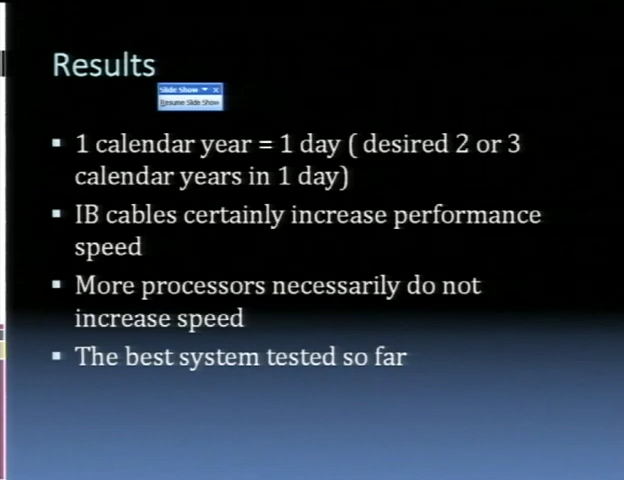 Results
Slide Show
Resume Slide Show
1 calendar year = 1 day ( desired 2 or 3
calendar years in 1 day)
IB cables certainly increase performance
speed
More processors necessarily do not
increase speed
The best system tested so far